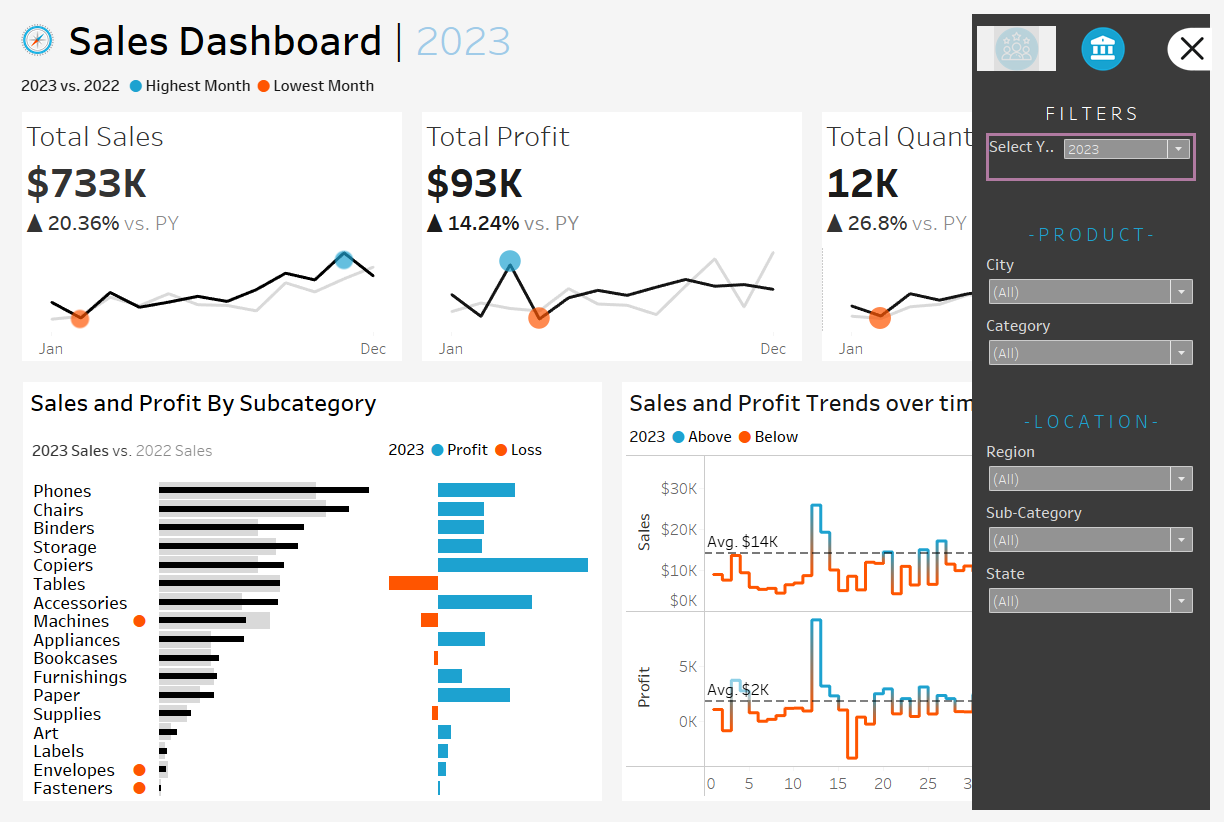 Sales Dashboard | 2023
2023 vs. 2022 Highest Month Lowest Month
Total Sales
$733K
▲ 20.36% vs. PY
Jan Dec
Total Profit
$93K
▲ 14.24% vs. PY
Jan Dec
Total Quant
12K
▲ 26.8% vs. PY
Jan
Sales and Profit By Subcategory
2023 Sales vs. 2022 Sales
2023 Profit Loss
Phones
Chairs
Binders
Storage
Copiers
Tables
Accessories
Machines
Appliances
Bookcases
Furnishings
Paper
Supplies
Art
Labels
Envelopes
Fasteners
Sales and Profit Trends over tim
2023 Above Below
Sales
$30K
$20K
$10K
$0K
Avg. $14K
Profit
5K
0K
Avg. $2K
0 5 10 15 20 25 3
FILTERS
Select Y.. 2023
-PRODUCT-
City
(All)
Category
(All)
-LOCATION-
Region
(All)
Sub-Category
(All)
State
(All)